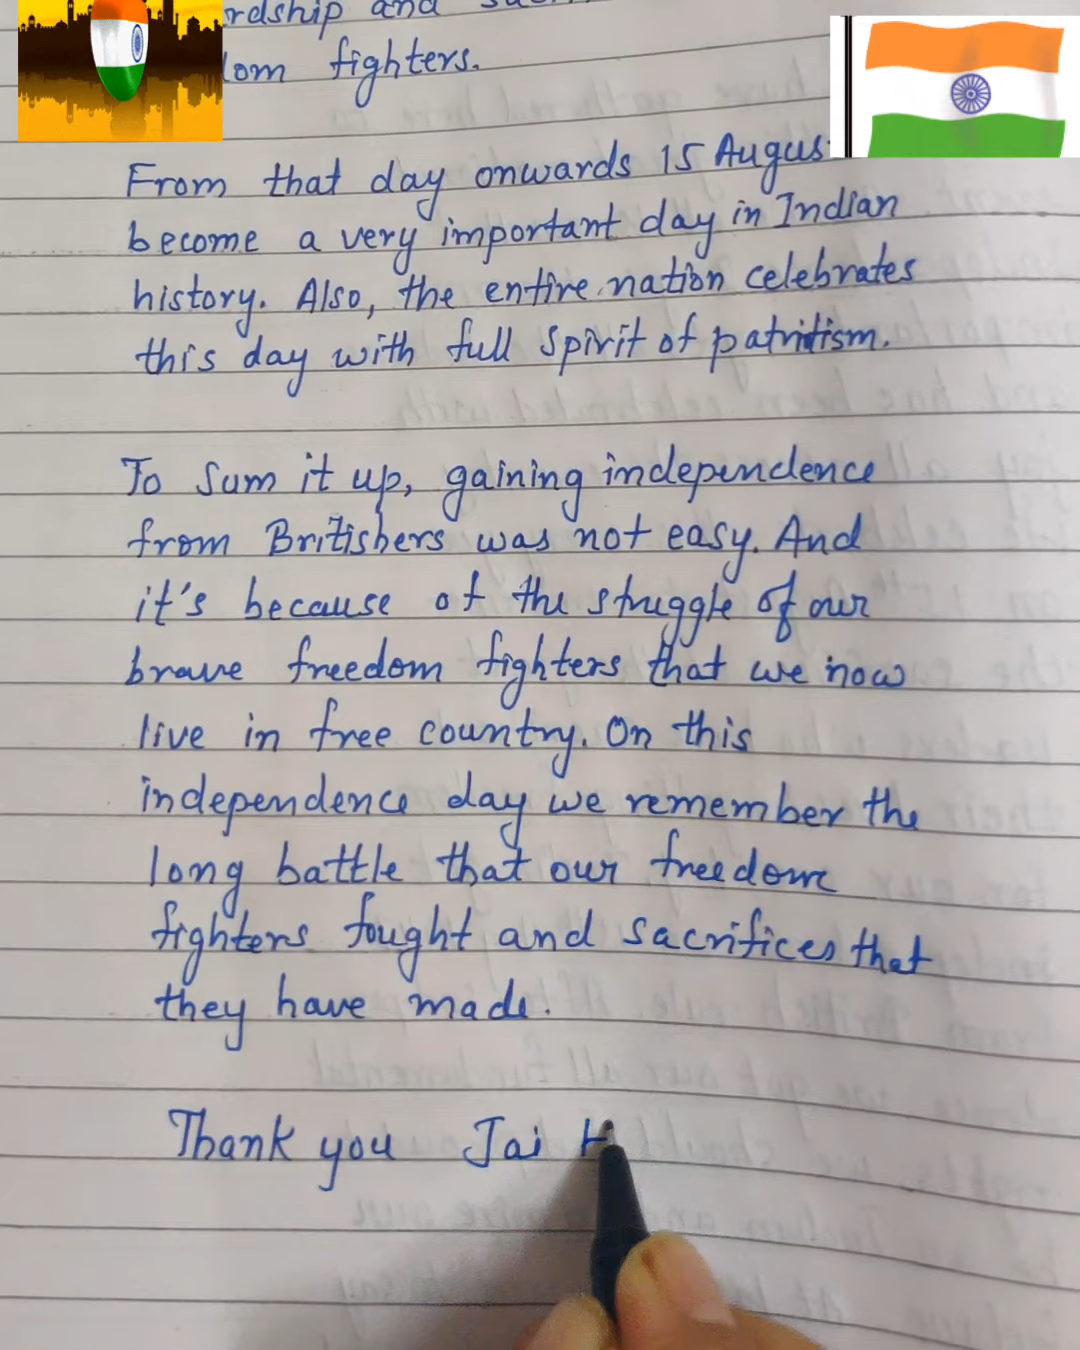 rdship and
dom fighters.
From that day onwards 15 Augus
become a very important day in Indian
history. Also, the entire nation celebrates
this day with full spirit of patritism.
To Sum it up, gaining independence
from Britishers was not easy. And
it's because of the struggle of our
brave freedom fighters that we now
live in free country. On this
independence day we remember the
long battle that our freedom
fighters fought and sacrifices that
they have made.
Thank you Jai H